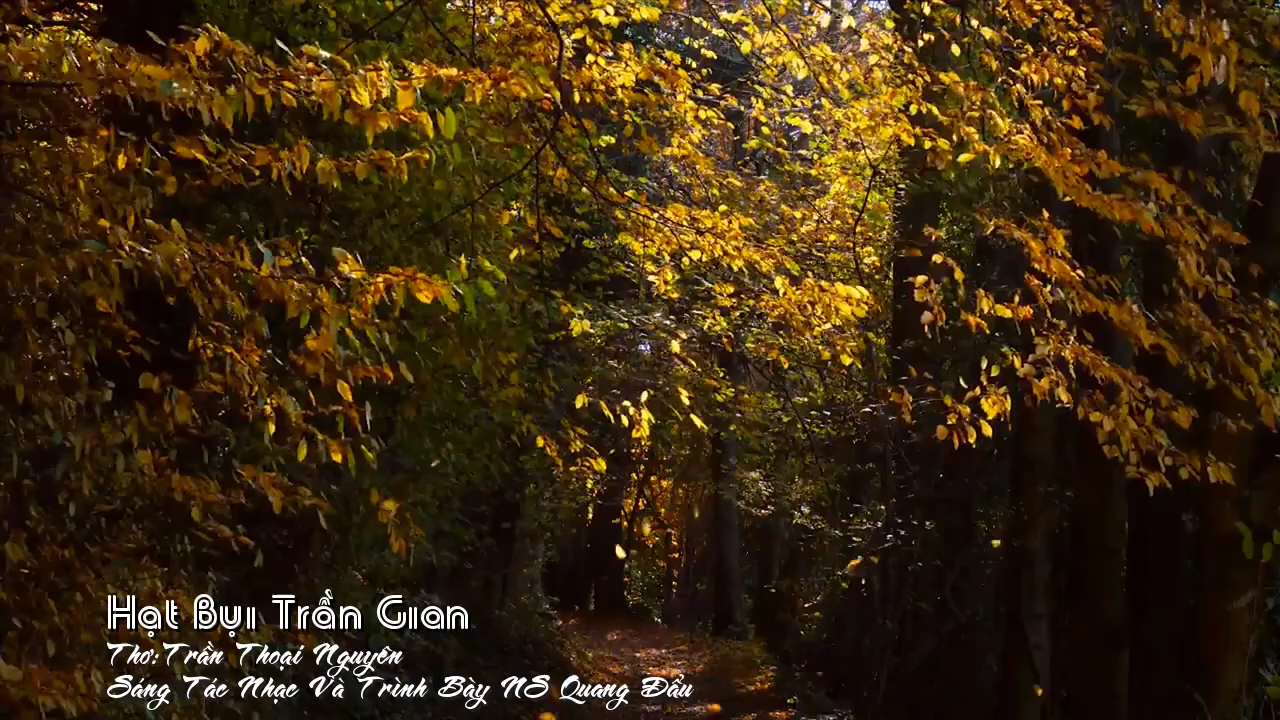 Hạt Bụi Trần Gian
Thơ:Trần Thoại Nguyên
Sáng Tác Nhạc Và Trình Bày NS Quang Đẩu